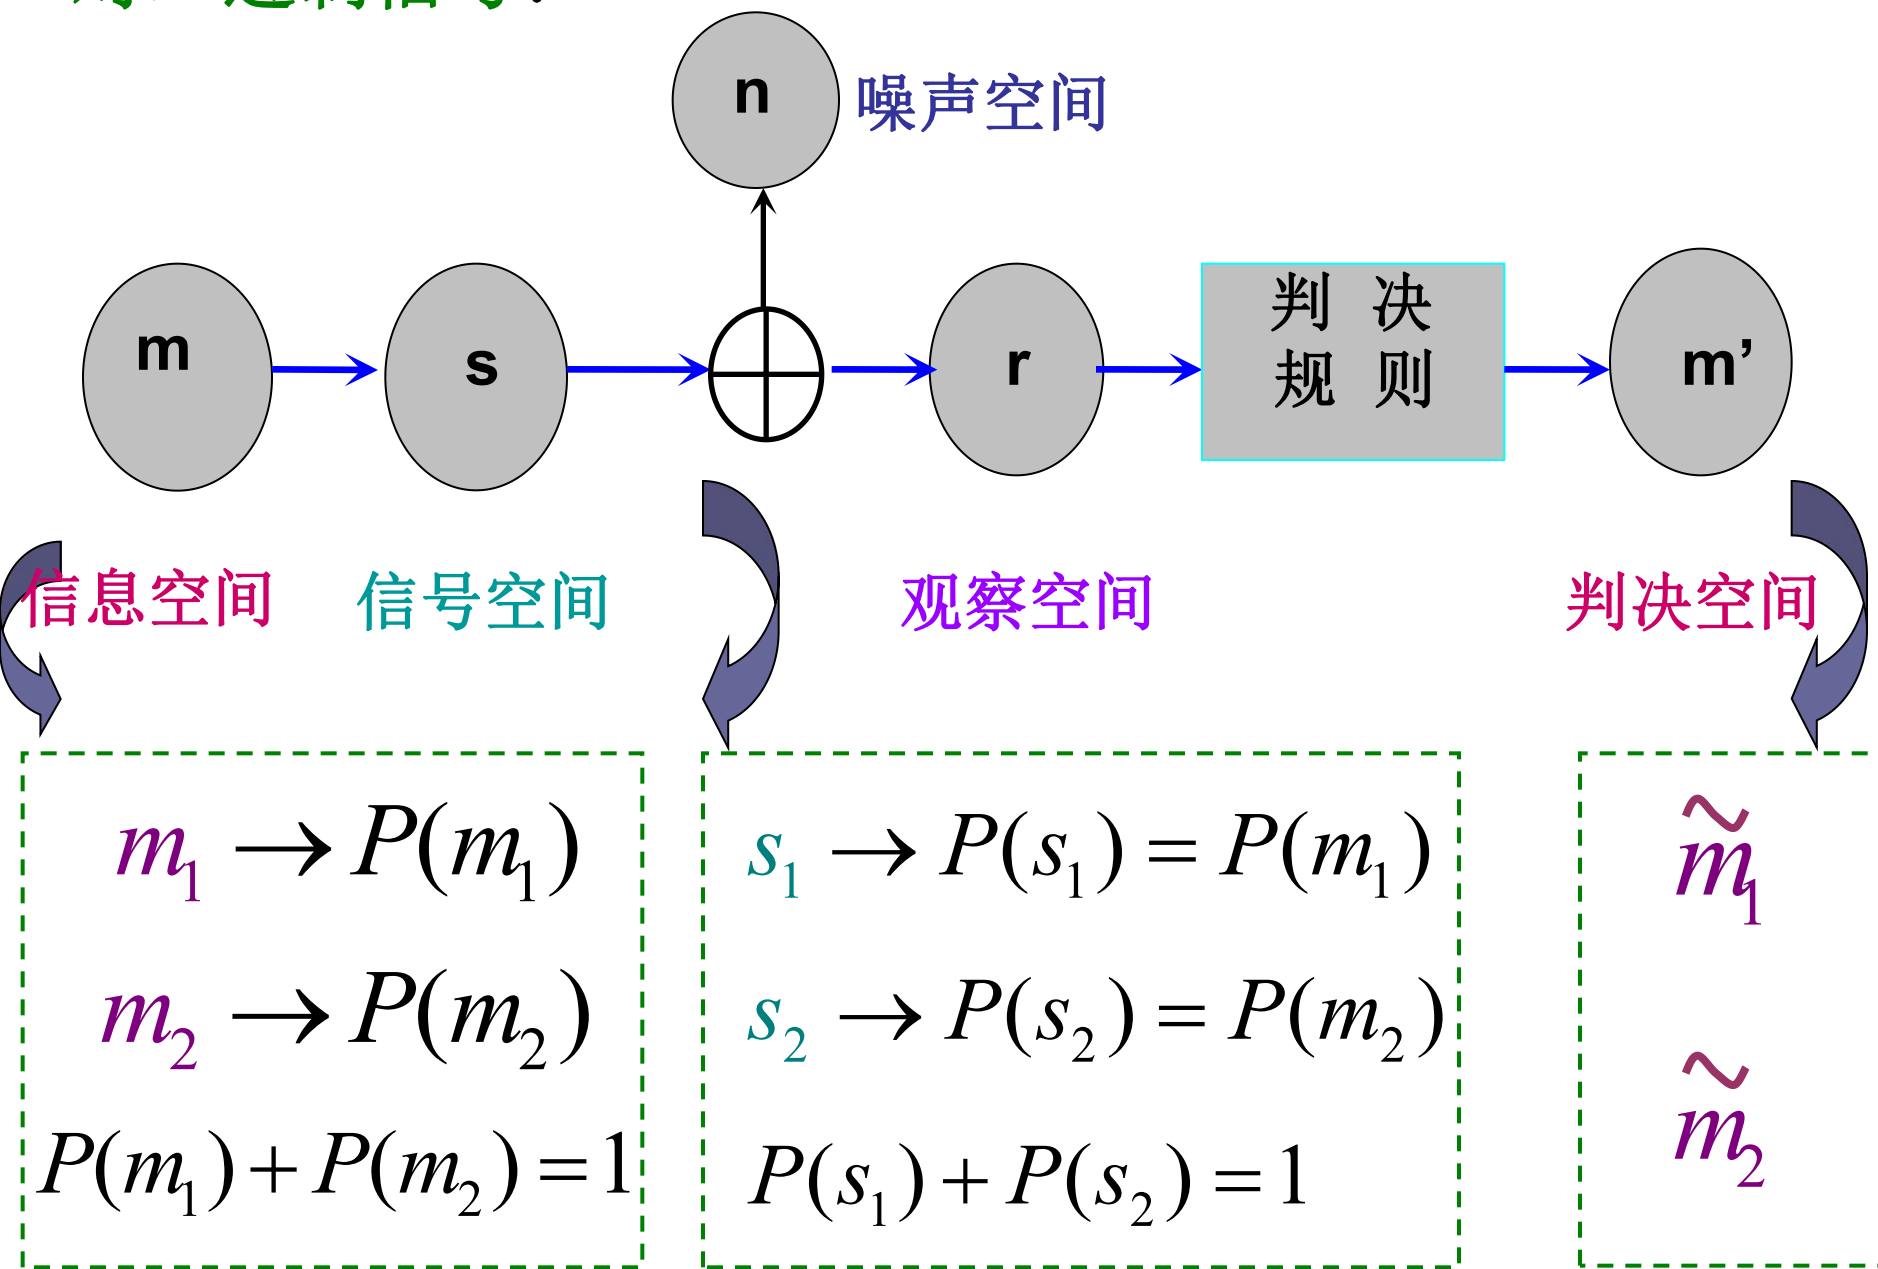 n 噪声空间
m s r 判 决 m’
规 则
信息空间 信号空间 观察空间 判决空间
m₁ → P(m₁) s₁ → P(s₁) = P(m₁) m̃₁
m₂ → P(m₂) s₂ → P(s₂) = P(m₂) m̃₂
P(m₁) + P(m₂) = 1 P(s₁) + P(s₂) = 1